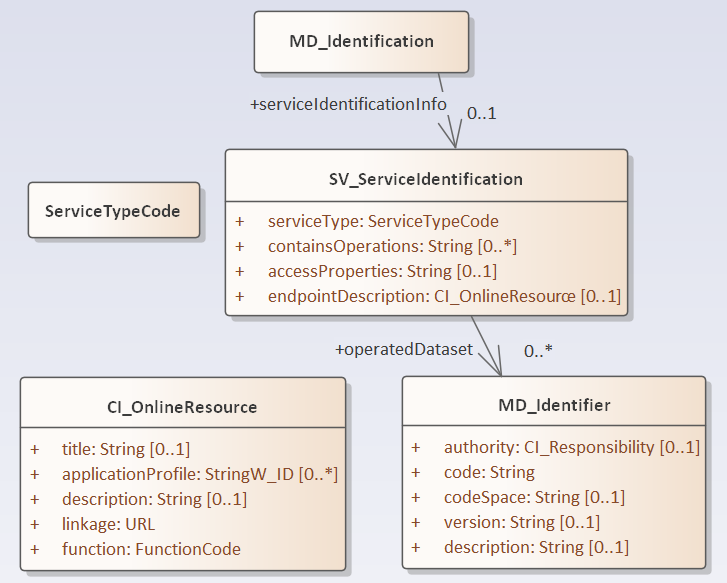 MD_Identification
+serviceIdentificationInfo
0..1
SV_ServiceIdentification
+ serviceType: ServiceTypeCode
+ containsOperations: String [0..*]
+ accessProperties: String [0..1]
+ endpointDescription: CI_OnlineResource [0..1]
ServiceTypeCode
+operatedDataset
0..*
CI_OnlineResource
+ title: String [0..1]
+ applicationProfile: StringW_ID [0..*]
+ description: String [0..1]
+ linkage: URL
+ function: FunctionCode
MD_Identifier
+ authority: CI_Responsibility [0..1]
+ code: String
+ codeSpace: String [0..1]
+ version: String [0..1]
+ description: String [0..1]